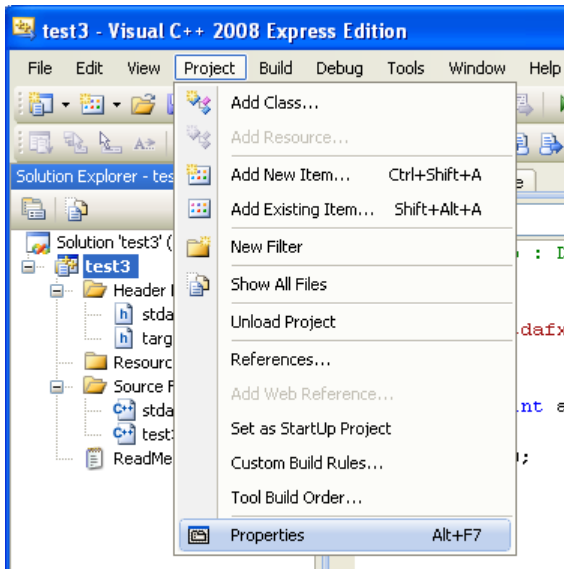 test3 - Visual C++ 2008 Express Edition
File Edit View Project Build Debug Tools Window Help
Solution Explorer - tes
Add Class...
Add Resource...
Add New Item... Ctrl+Shift+A
Add Existing Item... Shift+Alt+A
New Filter
Show All Files
Unload Project
References...
Add Web Reference...
Set as StartUp Project
Custom Build Rules...
Tool Build Order...
Properties Alt+F7
Solution 'test3' (
test3
Header
stda
targ
Resourc
Source F
stda
test
ReadMe
: D
dafx
nt a
;